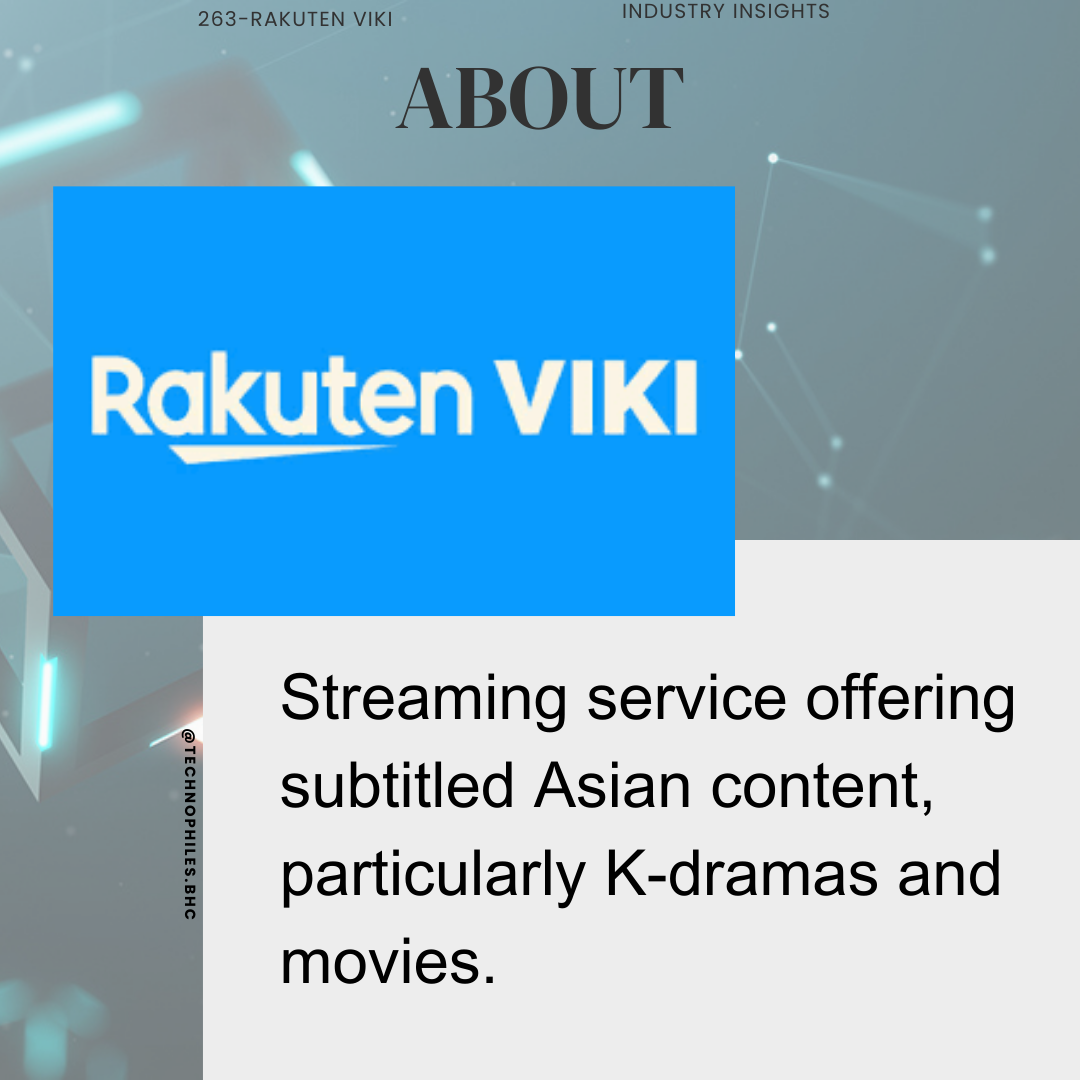 263-RAKUTEN VIKI
INDUSTRY INSIGHTS
ABOUT
Rakuten VIKI
Streaming service offering
subtitled Asian content,
particularly K-dramas and
movies.
@TECHNOPHILES.BHC